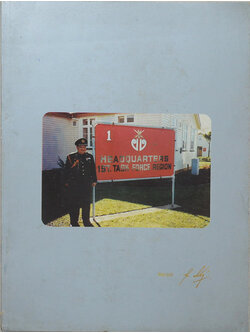 1
HEADQUARTERS
1ST. TASK FORCE REGION